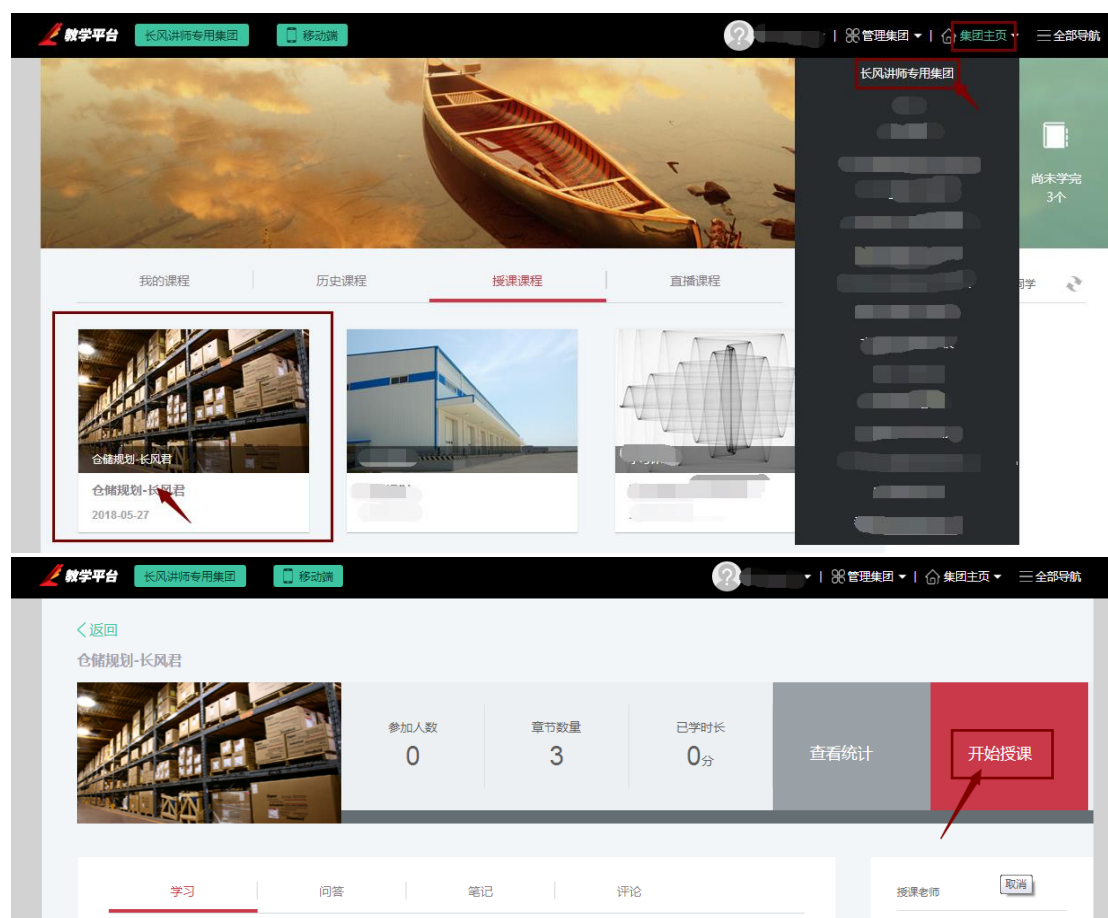 教学平台 长风讲师专用集团 移动端 管理集团 集团主页 全部导航
长风讲师专用集团
尚未学完
3个
我的课程 历史课程 授课课程 直播课程
仓储规划-长风君
仓储规划-长风君
2018-05-27
教学平台 长风讲师专用集团 移动端 管理集团 集团主页 全部导航
返回
仓储规划-长风君
参加人数 章节数量 已学时长
0 3 0分
查看统计 开始授课
学习 问答 笔记 评论
授课老师 取消